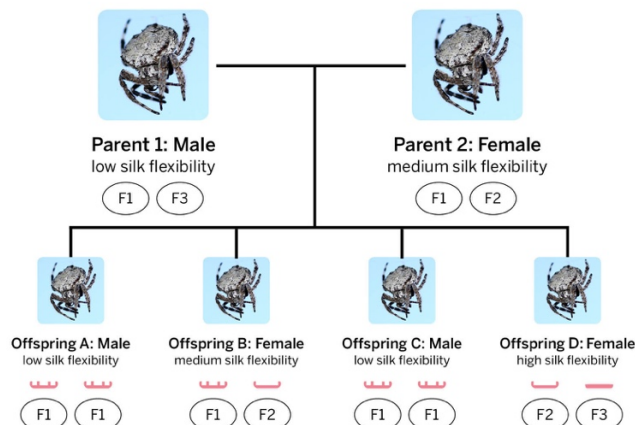 Parent 1: Male
low silk flexibility
F1 F3
Parent 2: Female
medium silk flexibility
F1 F2
Offspring A: Male
low silk flexibility
F1 F1
Offspring B: Female
medium silk flexibility
F1 F2
Offspring C: Male
low silk flexibility
F1 F1
Offspring D: Female
high silk flexibility
F2 F3